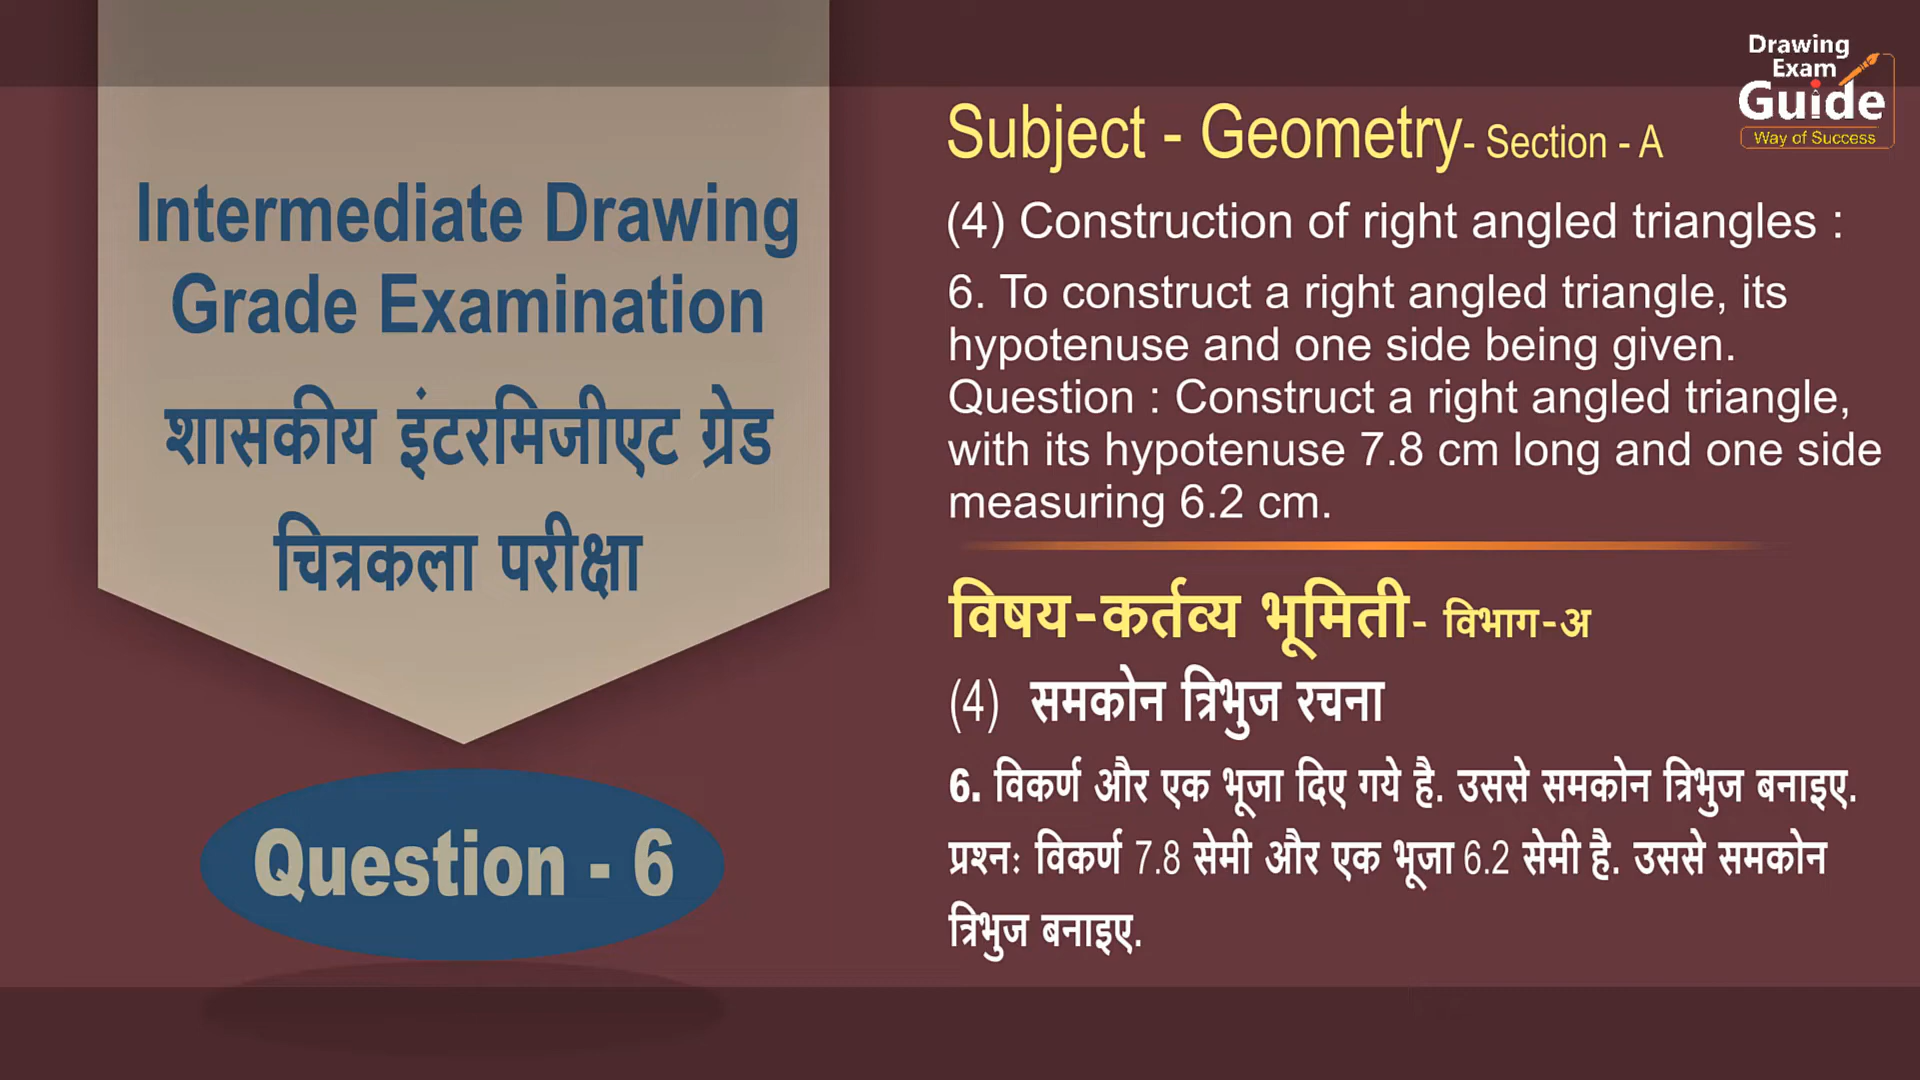 Intermediate Drawing
Grade Examination
शासकीय इंटरमिजीएट ग्रेड
चित्रकला परीक्षा
Question - 6
Drawing
Exam
Guide
Way of Success
Subject - Geometry- Section - A
(4) Construction of right angled triangles :
6. To construct a right angled triangle, its
hypotenuse and one side being given.
Question : Construct a right angled triangle,
with its hypotenuse 7.8 cm long and one side
measuring 6.2 cm.
विषय-कर्तव्य भूमिती- विभाग-अ
(4) समकोन त्रिभुज रचना
6. विकर्ण और एक भूजा दिए गये है. उससे समकोन त्रिभुज बनाइए.
प्रश्नः विकर्ण 7.8 सेमी और एक भूजा 6.2 सेमी है. उससे समकोन
त्रिभुज बनाइए.